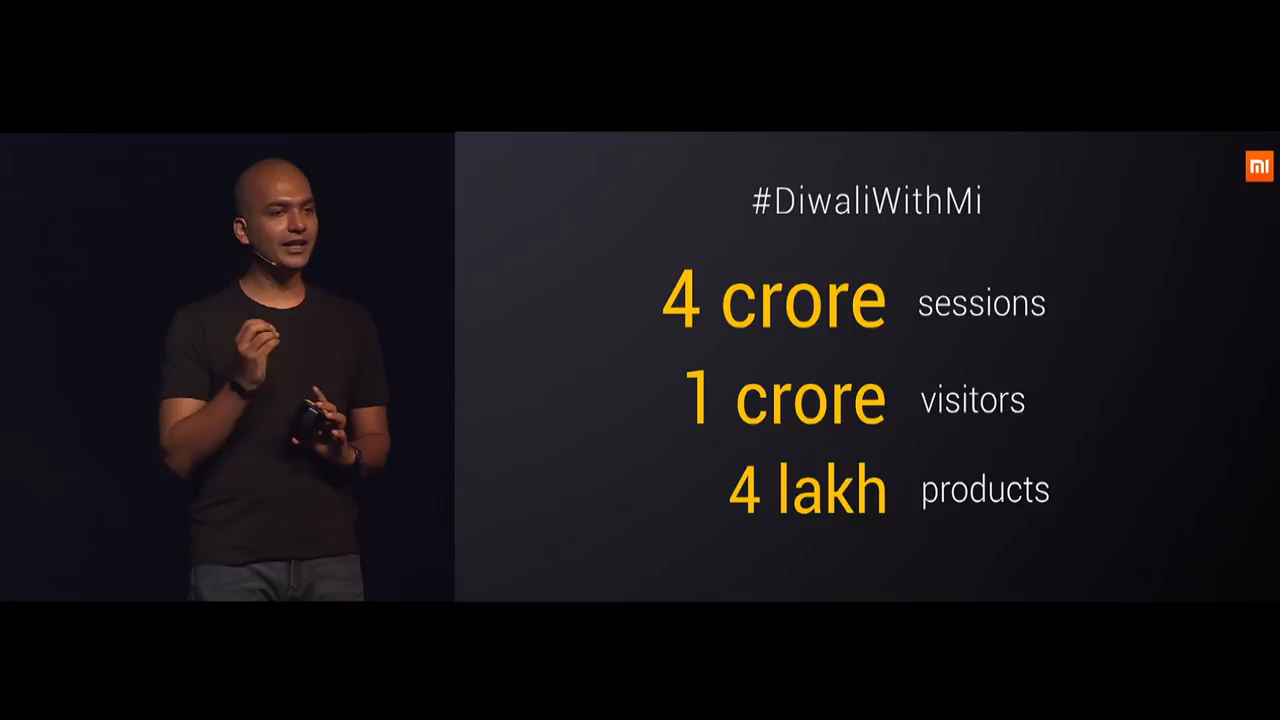 mi
#DiwaliWithMi
4 crore sessions
1 crore visitors
4 lakh products